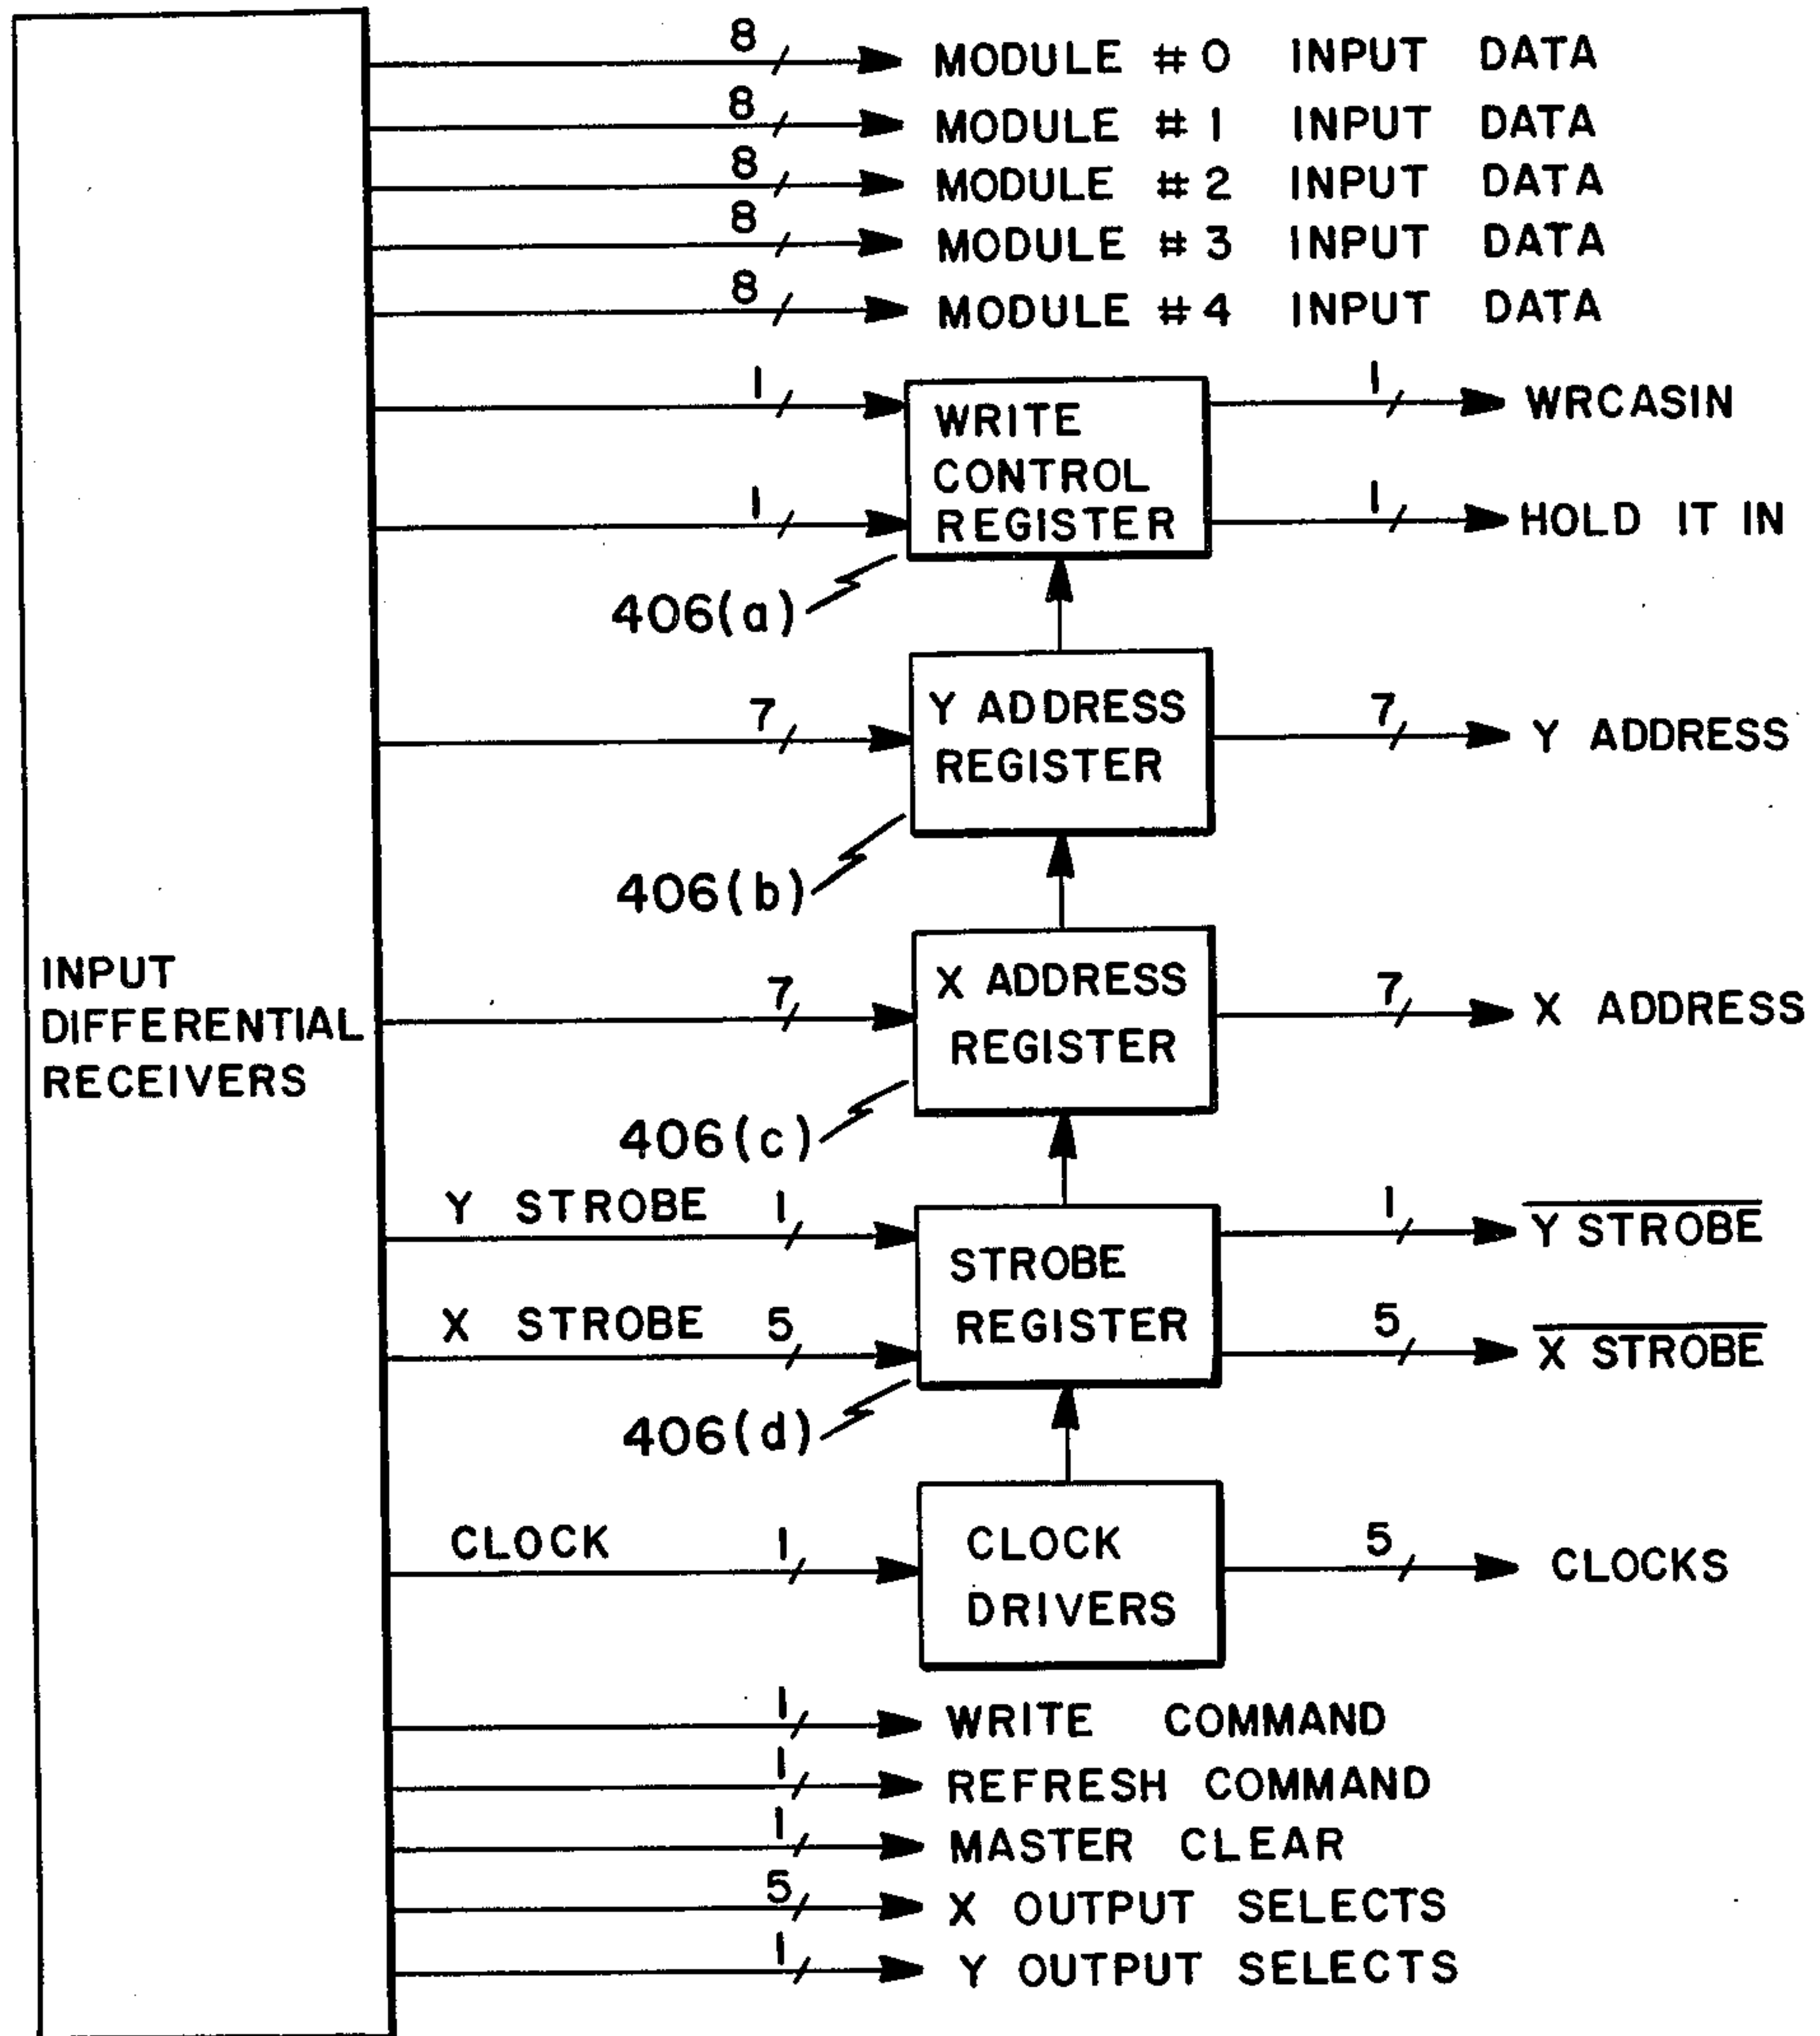 8 MODULE #0 INPUT DATA
8 MODULE #1 INPUT DATA
8 MODULE #2 INPUT DATA
8 MODULE #3 INPUT DATA
8 MODULE #4 INPUT DATA
1 1 WRCASIN
WRITE
CONTROL
REGISTER
1 1 HOLD IT IN
406(a)
7 Y ADDRESS
REGISTER
7 Y ADDRESS
406(b)
INPUT
DIFFERENTIAL
RECEIVERS
7 X ADDRESS
REGISTER
7 X ADDRESS
406(c)
Y STROBE 1
X STROBE 5
STROBE
REGISTER
1 Y̅ ̅S̅T̅R̅O̅B̅E̅
5 X̅ ̅S̅T̅R̅O̅B̅E̅
406(d)
CLOCK 1
CLOCK
DRIVERS
5 CLOCKS
1 WRITE COMMAND
1 REFRESH COMMAND
1 MASTER CLEAR
5 X OUTPUT SELECTS
1 Y OUTPUT SELECTS